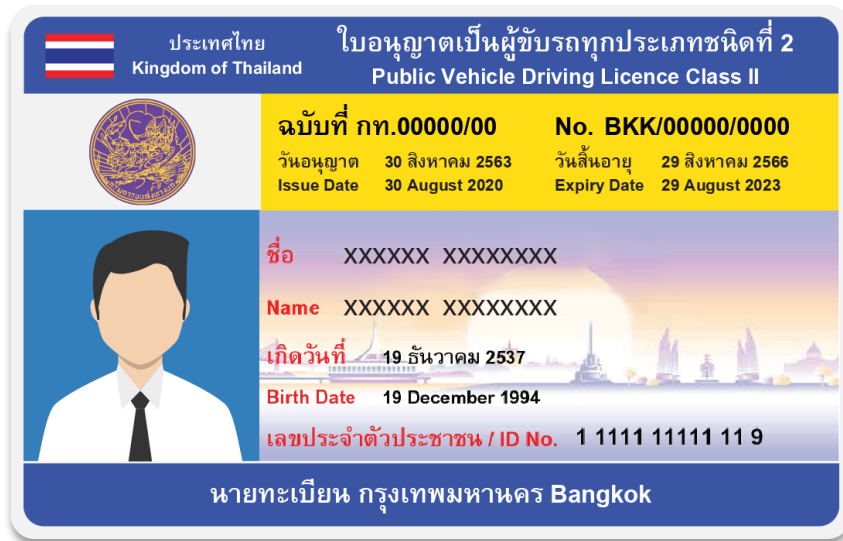 ประเทศไทย
Kingdom of Thailand
ใบอนุญาตเป็นผู้ขับรถทุกประเภทชนิดที่ 2
Public Vehicle Driving Licence Class II
ฉบับที่ กท.00000/00 No. BKK/00000/0000
วันอนุญาต 30 สิงหาคม 2563 วันสิ้นอายุ 29 สิงหาคม 2566
Issue Date 30 August 2020 Expiry Date 29 August 2023
ชื่อ XXXXXX XXXXXXXX
Name XXXXXX XXXXXXXX
เกิดวันที่ 19 ธันวาคม 2537
Birth Date 19 December 1994
เลขประจำตัวประชาชน / ID No. 1 1111 11111 11 9
นายทะเบียน กรุงเทพมหานคร Bangkok